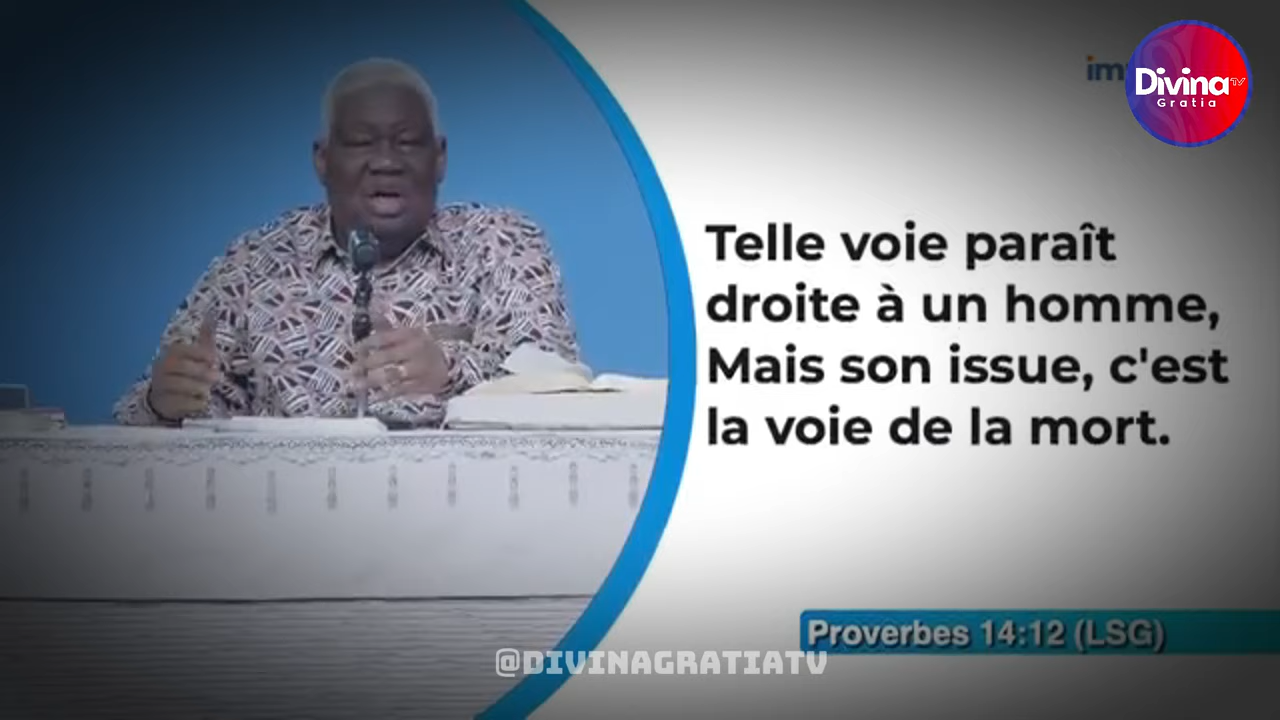 Divina TV
Gratia
Telle voie paraît
droite à un homme,
Mais son issue, c'est
la voie de la mort.
Proverbes 14:12 (LSG)
@DIVINAGRATIATV